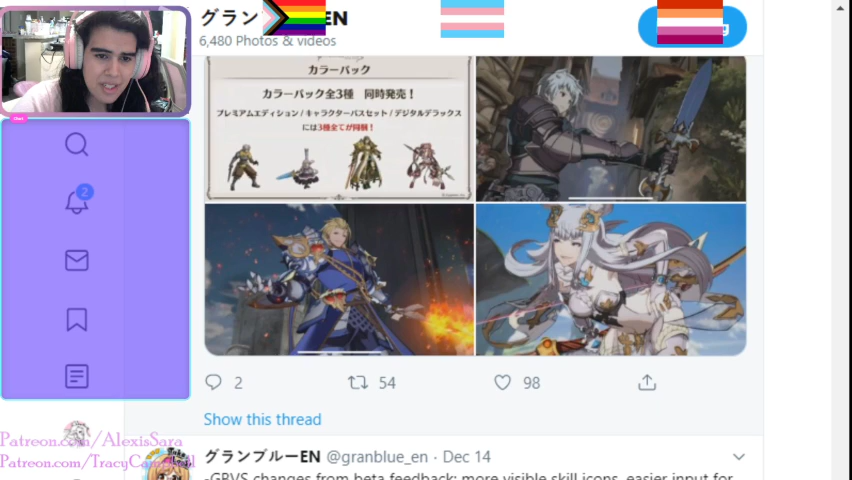 グラン
EN
6,480 Photos & videos
カラーパック
カラーパック全3種 同時発売！
プレミアムエディション / キャラクターパスセット / デジタルデラックス
には3種全てが同梱！
2
2
54
98
Show this thread
グランブルーEN @granblue_en · Dec 14
-GBVS changes from beta feedback: more visible skill icons, easier input for
Patreon.com/AlexisSara
Patreon.com/TracyCam